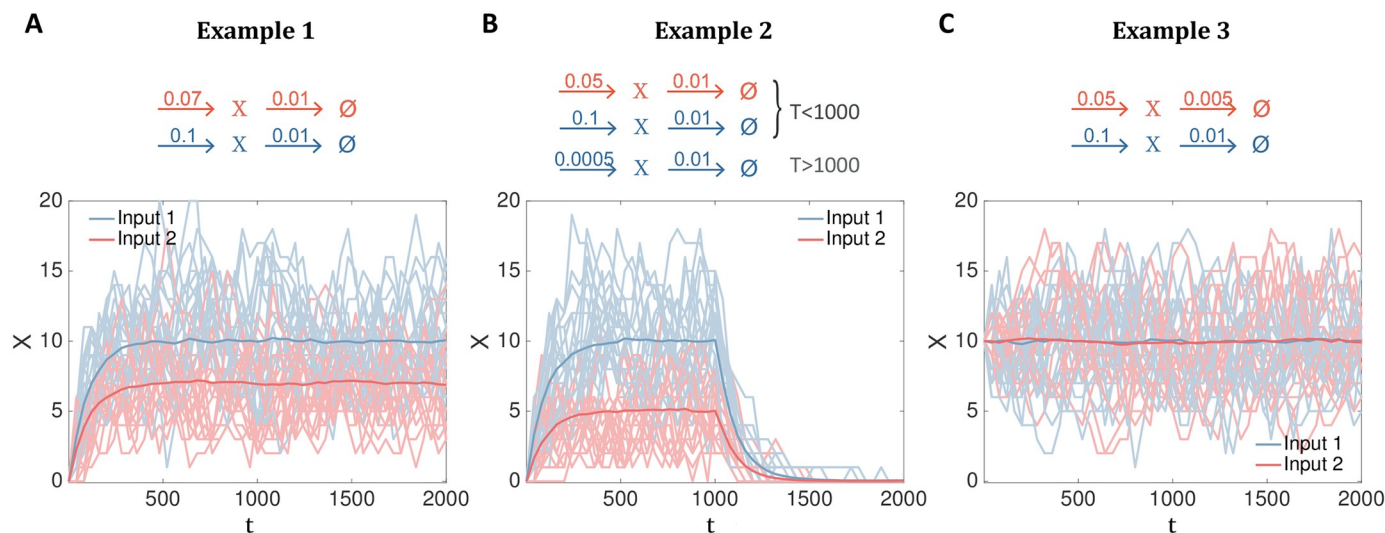 A
Example 1
0.07 X 0.01 Ø
0.1 X 0.01 Ø
20
15
10
5
0
X
Input 1
Input 2
500
1000
1500
2000
t
B
Example 2
0.05 X 0.01 Ø
0.1 X 0.01 Ø
T<1000
0.0005 X 0.01 Ø
T>1000
20
15
10
5
0
X
Input 1
Input 2
500
1000
1500
2000
t
C
Example 3
0.05 X 0.005 Ø
0.1 X 0.01 Ø
20
15
10
5
0
X
Input 1
Input 2
500
1000
1500
2000
t